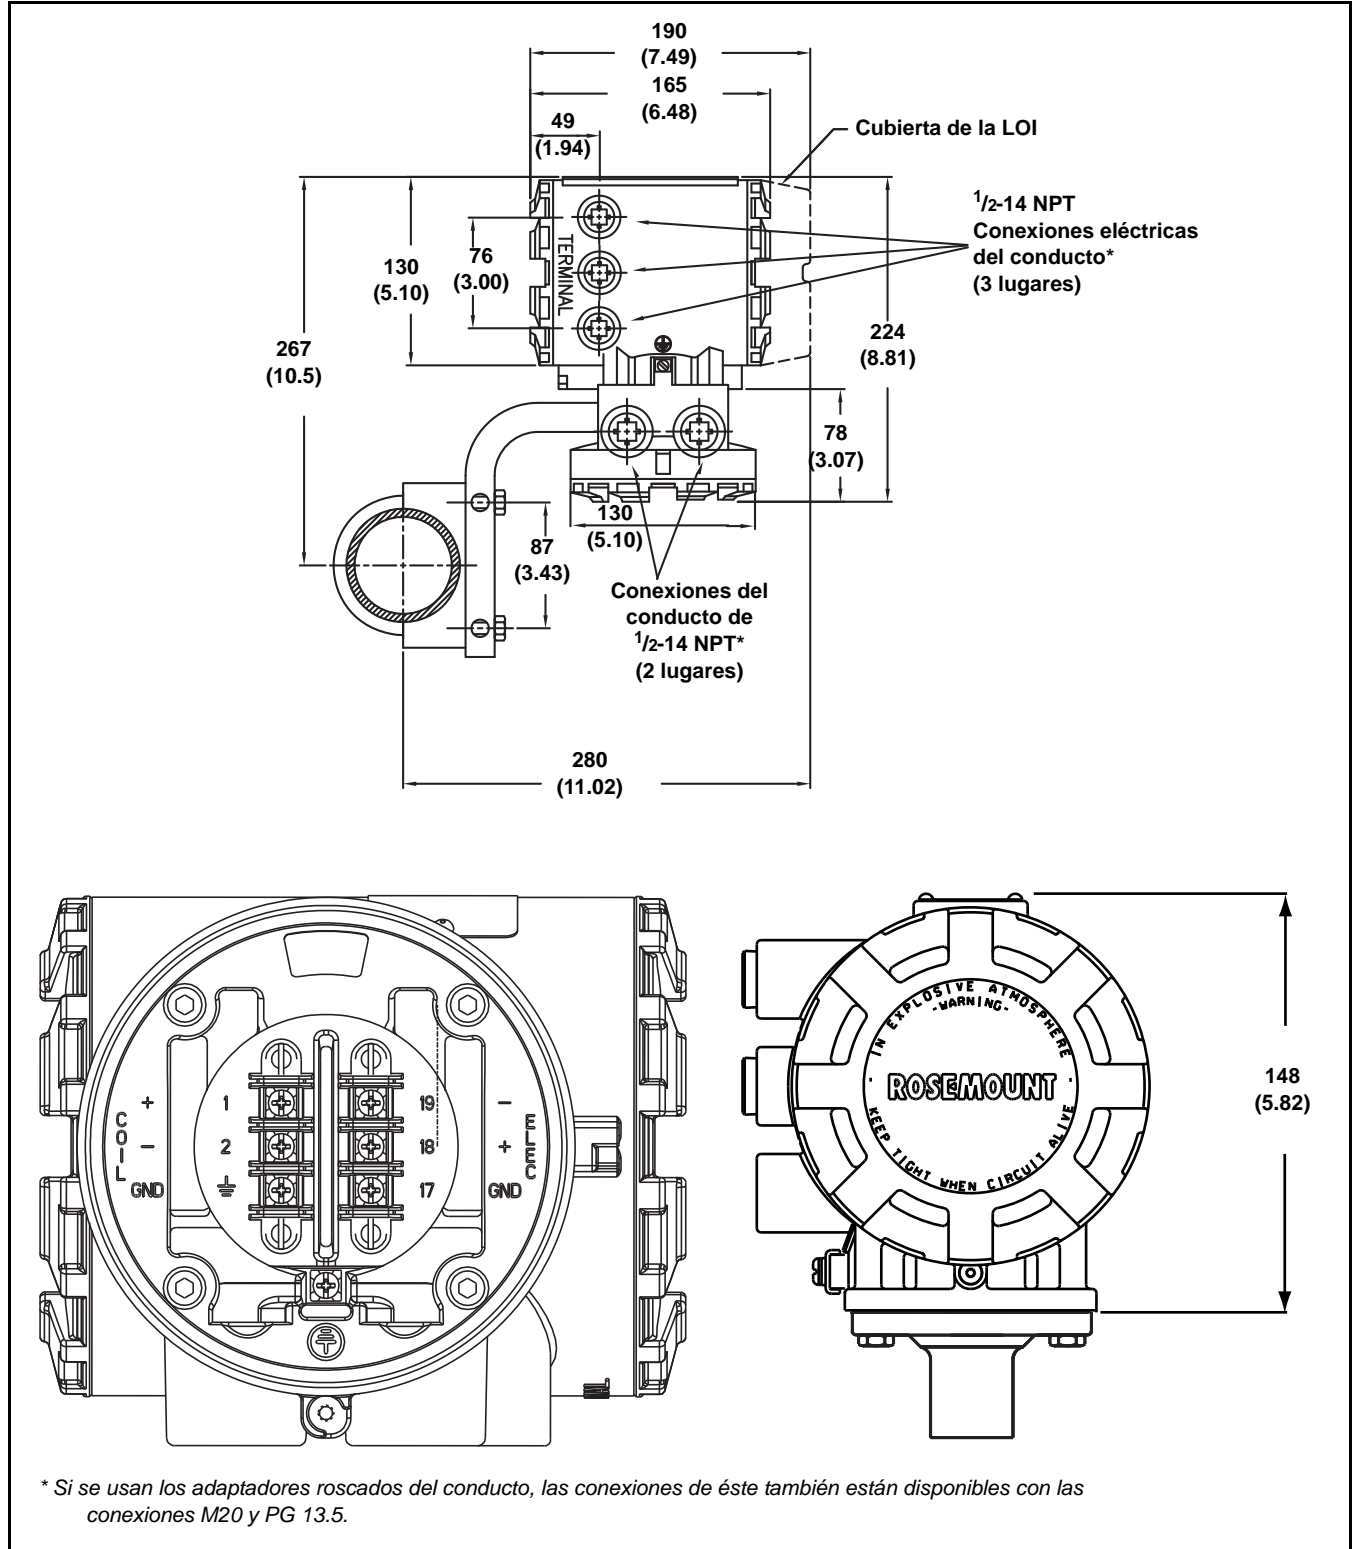 190
(7.49)
165
(6.48)
49
(1.94)
Cubierta de la LOI
1/2-14 NPT
Conexiones eléctricas
del conducto*
(3 lugares)
TERMINAL
76
(3.00)
130
(5.10)
267
(10.5)
224
(8.81)
78
(3.07)
130
(5.10)
87
(3.43)
Conexiones del
conducto de
1/2-14 NPT*
(2 lugares)
280
(11.02)
COIL
+
-
GND
1
2
19
18
17
-
+
GND
ELEC
IN EXPLOSIVE ATMOSPHERE
-WARNING-
ROSEMOUNT
KEEP TIGHT WHEN CIRCUIT ALIVE
148
(5.82)
* Si se usan los adaptadores roscados del conducto, las conexiones de éste también están disponibles con las
conexiones M20 y PG 13.5.